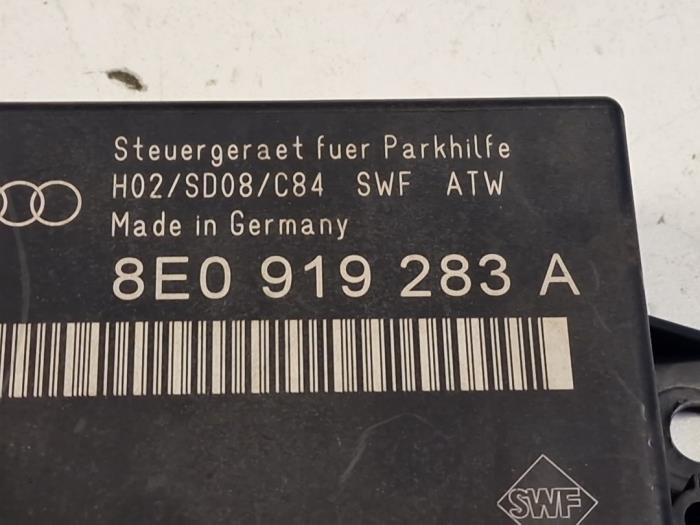 Steuergeraet fuer Parkhilfe
H02/SD08/C84 SWF ATW
Made in Germany
8E0 919 283 A
SWF